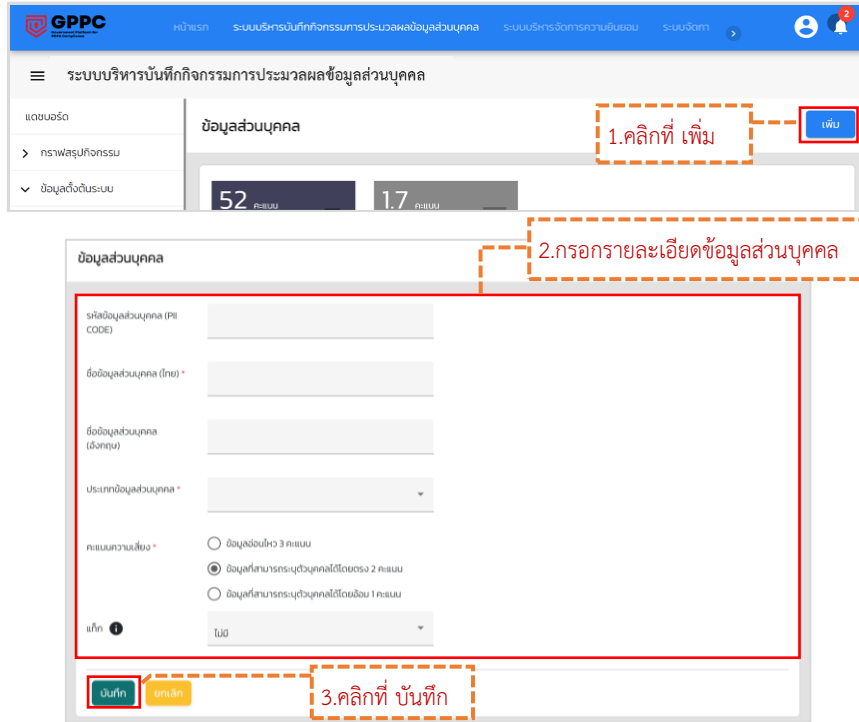 GPPC
Government Platform for
PDPA Compliance
หน้าแรก
ระบบบริหารบันทึกกิจกรรมการประมวลผลข้อมูลส่วนบุคคล
ระบบบริหารจัดการความยินยอม
ระบบจัดกา
2
ระบบบริหารบันทึกกิจกรรมการประมวลผลข้อมูลส่วนบุคคล
แดชบอร์ด
ข้อมูลส่วนบุคคล
1.คลิกที่ เพิ่ม
เพิ่ม
กราฟสรุปกิจกรรม
ข้อมูลตั้งต้นระบบ
52 คะแนน
1.7 คะแนน
2.กรอกรายละเอียดข้อมูลส่วนบุคคล
ข้อมูลส่วนบุคคล
รหัสข้อมูลส่วนบุคคล (PII
CODE)
ชื่อข้อมูลส่วนบุคคล (ไทย) *
ชื่อข้อมูลส่วนบุคคล
(อังกฤษ)
ประเภทข้อมูลส่วนบุคคล *
คะแนนความเสี่ยง *
ข้อมูลอ่อนไหว 3 คะแนน
ข้อมูลที่สามารถระบุตัวบุคคลได้โดยตรง 2 คะแนน
ข้อมูลที่สามารถระบุตัวบุคคลได้โดยอ้อม 1 คะแนน
แท็ก
ไม่มี
บันทึก
ยกเลิก
3.คลิกที่ บันทึก